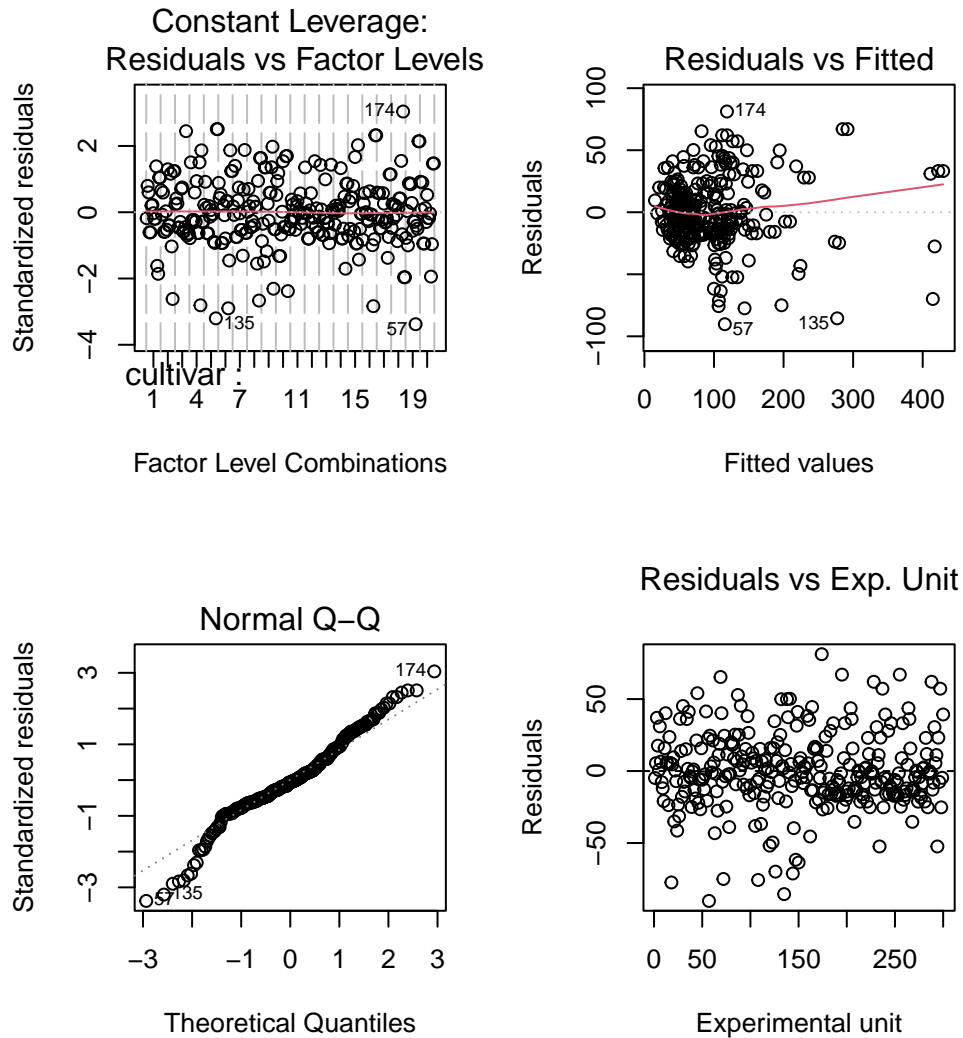 Constant Leverage:
Residuals vs Factor Levels
Standardized residuals
2
0
−2
−4
174
135
57
cultivar :
1 4 7 11 15 19
Factor Level Combinations
Residuals vs Fitted
Residuals
100
50
0
−100
174
57
135
0 100 200 300 400
Fitted values
Normal Q−Q
Standardized residuals
3
1
−1
−3
174
57
135
−3 −1 0 1 2 3
Theoretical Quantiles
Residuals vs Exp. Unit
Residuals
50
0
−50
0 50 150 250
Experimental unit